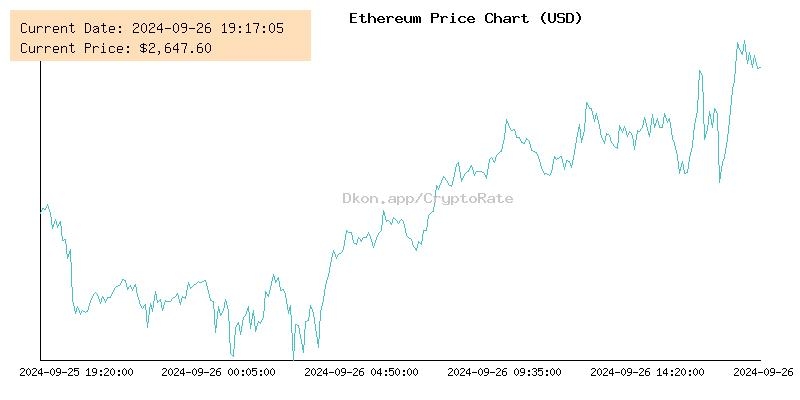 Ethereum Price Chart (USD)
Current Date: 2024-09-26 19:17:05
Current Price: $2,647.60
Dkon.app/CryptoRate
2024-09-25 19:20:00 2024-09-26 00:05:00 2024-09-26 04:50:00 2024-09-26 09:35:00 2024-09-26 14:20:00 2024-09-26